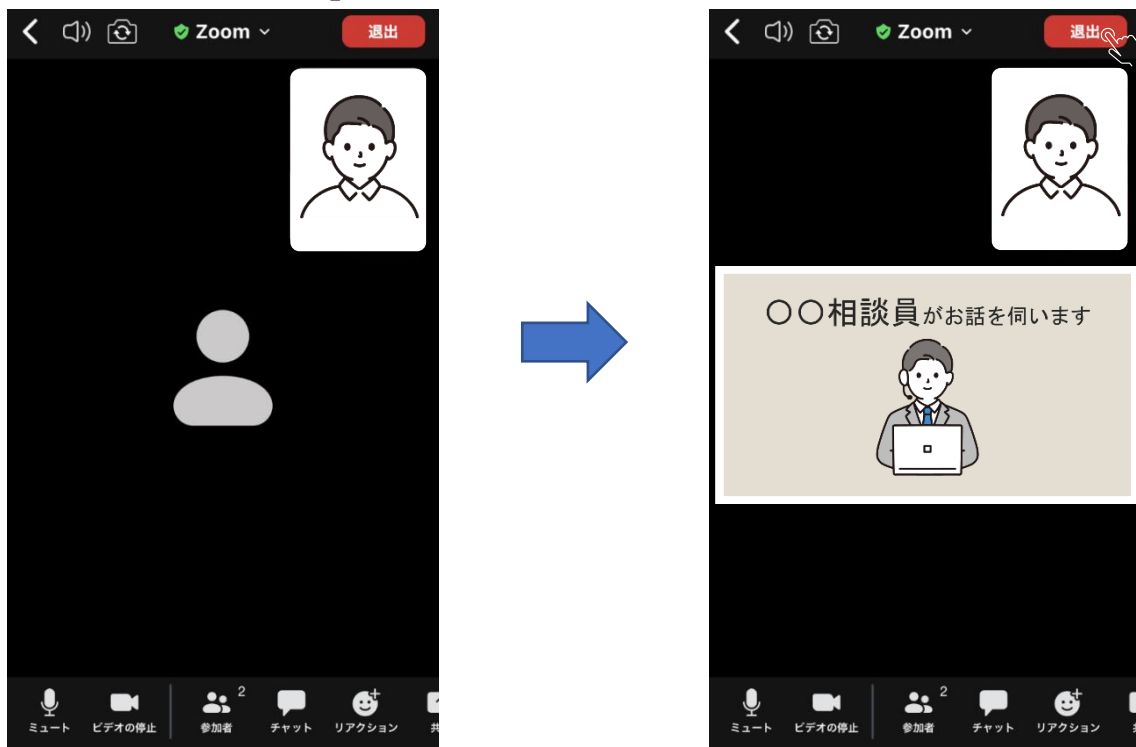 Zoom
退出
2
ミュート
ビデオの停止
参加者
チャット
リアクション
Zoom
退出
〇〇相談員がお話を伺います
2
ミュート
ビデオの停止
参加者
チャット
リアクション